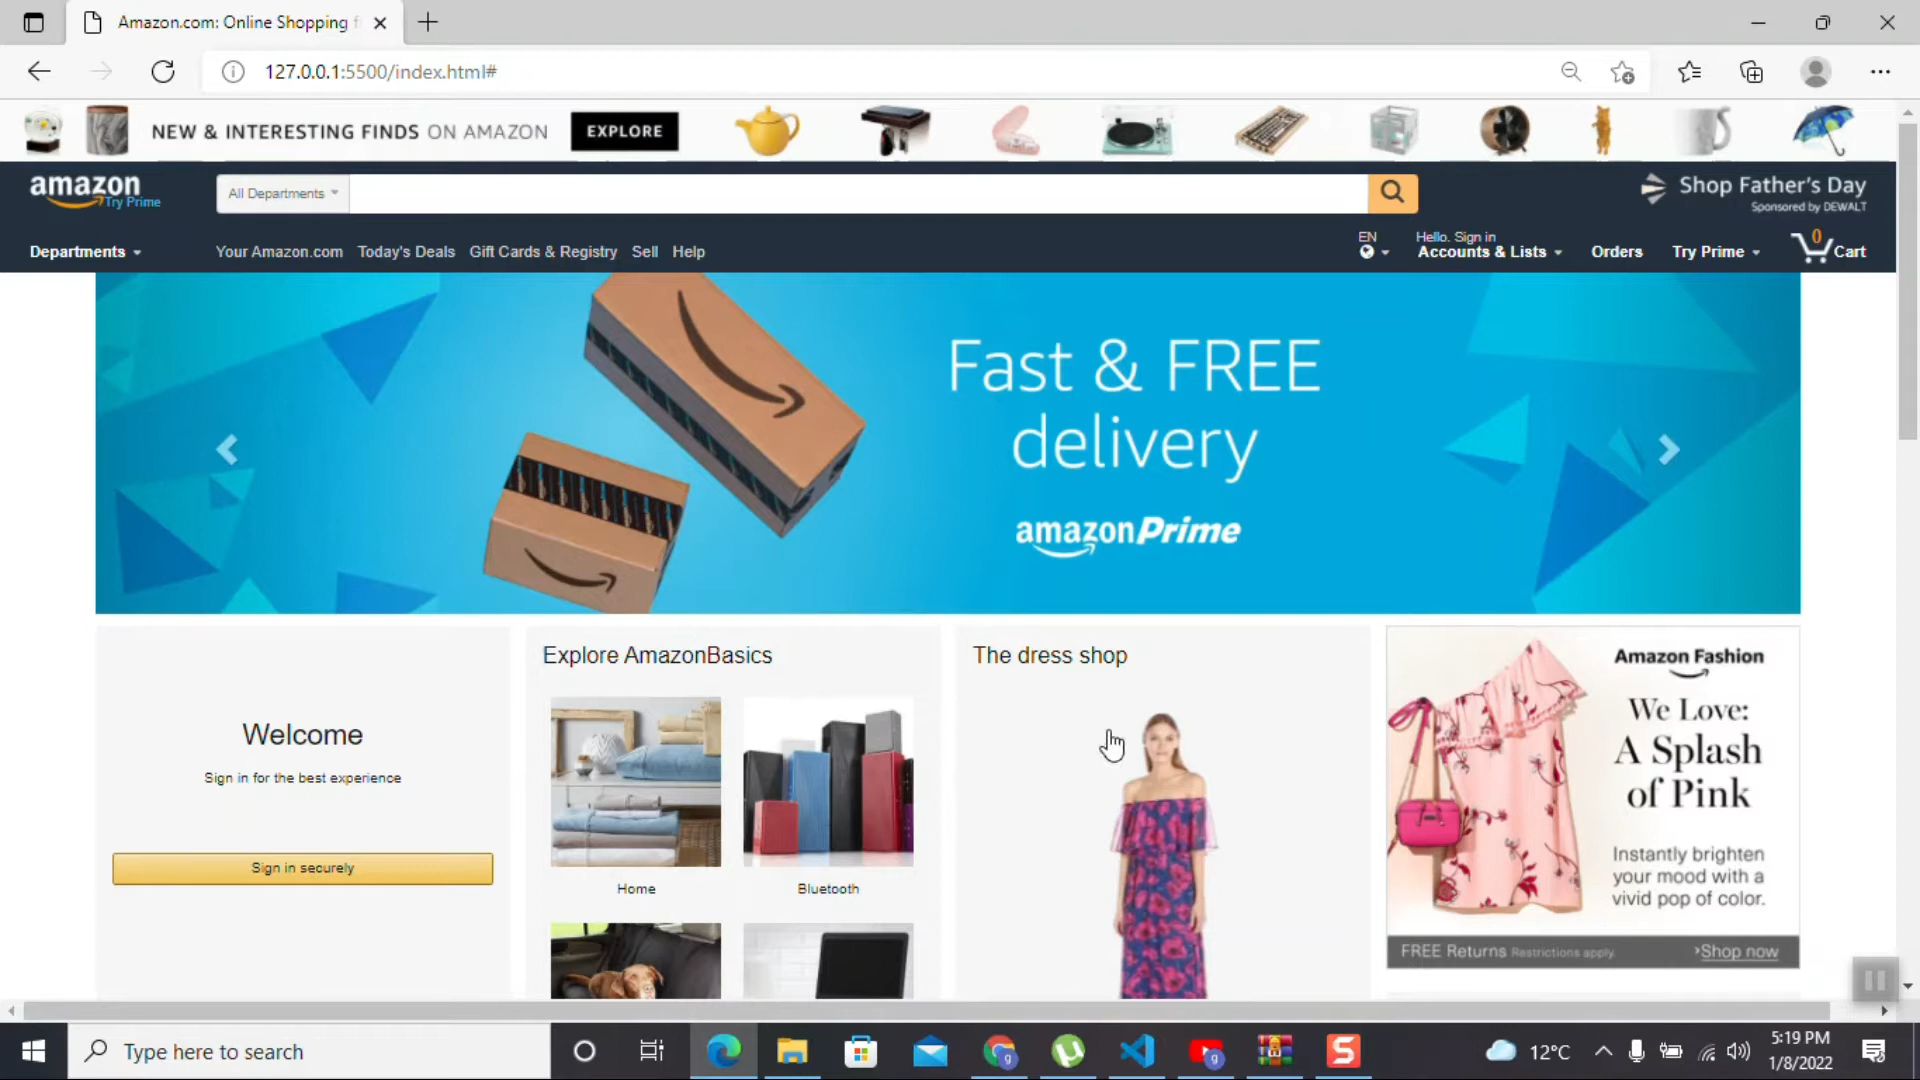 Amazon.com: Online Shopping f
127.0.0.1:5500/index.html#
NEW & INTERESTING FINDS ON AMAZON EXPLORE
amazon
Try Prime
All Departments
Shop Father's Day
Sponsored by DEWALT
Departments
Your Amazon.com Today's Deals Gift Cards & Registry Sell Help
EN
Hello. Sign in
Accounts & Lists
Orders
Try Prime
0
Cart
Fast & FREE
delivery
amazonPrime
Welcome
Sign in for the best experience
Sign in securely
Explore AmazonBasics
Home
Bluetooth
The dress shop
Amazon Fashion
We Love:
A Splash
of Pink
Instantly brighten
your mood with a
vivid pop of color.
FREE Returns Restrictions apply. ›Shop now
Type here to search
12°C
5:19 PM
1/8/2022